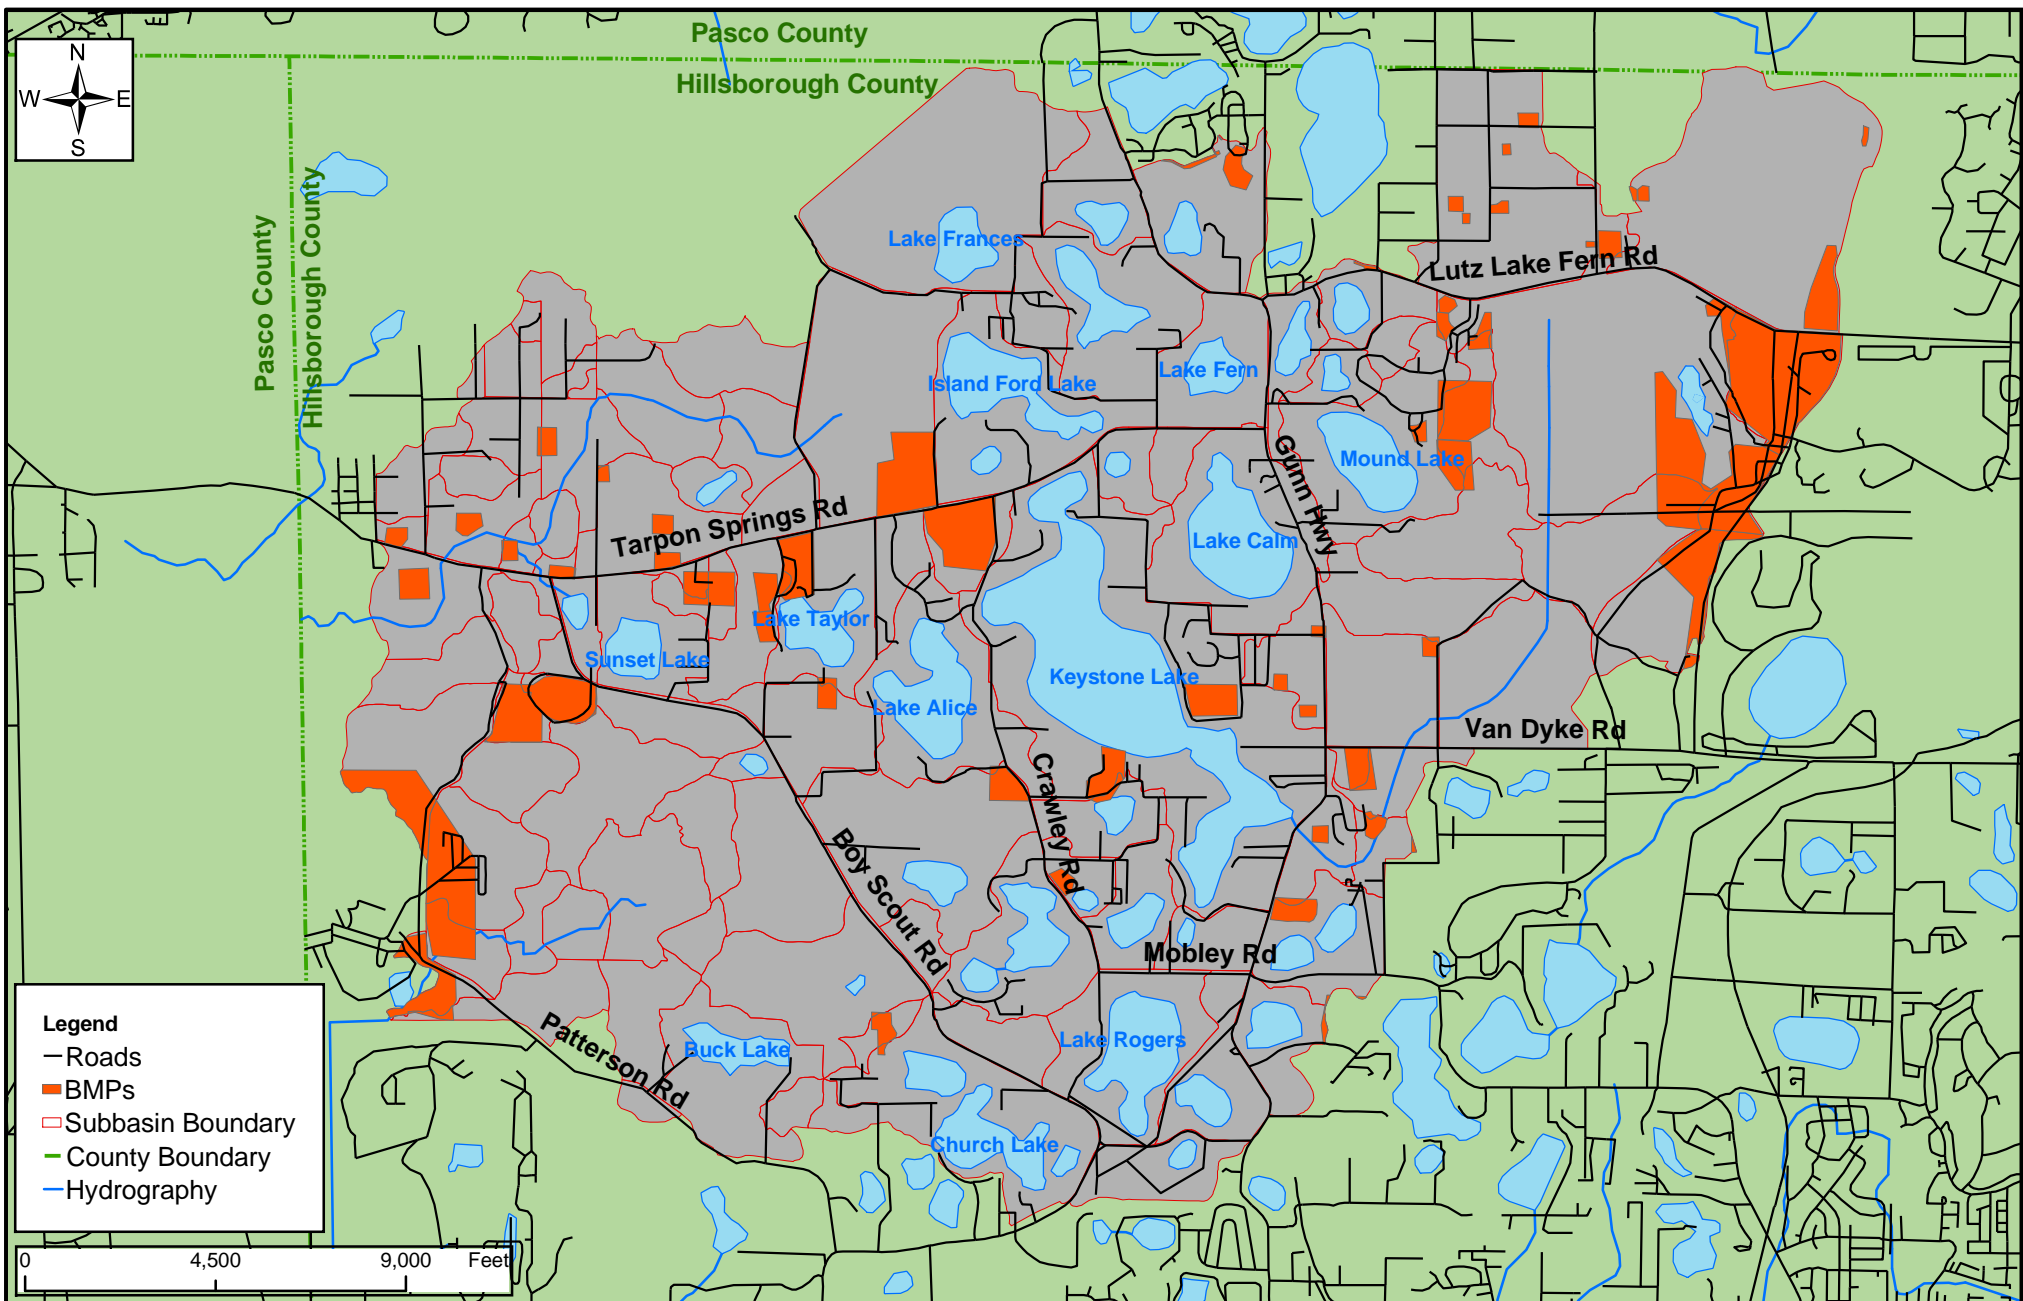 Pasco County
Hillsborough County
N
W
E
S
Pasco County
Hillsborough County
Lake Frances
Lutz Lake Fern Rd
Island Ford Lake
Lake Fern
Gunn Hwy
Mound Lake
Tarpon Springs Rd
Lake Calm
Lake Taylor
Sunset Lake
Keystone Lake
Lake Alice
Van Dyke Rd
Crawley Rd
Boy Scout Rd
Mobley Rd
Patterson Rd
Buck Lake
Lake Rogers
Church Lake
Legend
Roads
BMPs
Subbasin Boundary
County Boundary
Hydrography
0 4,500 9,000 Feet